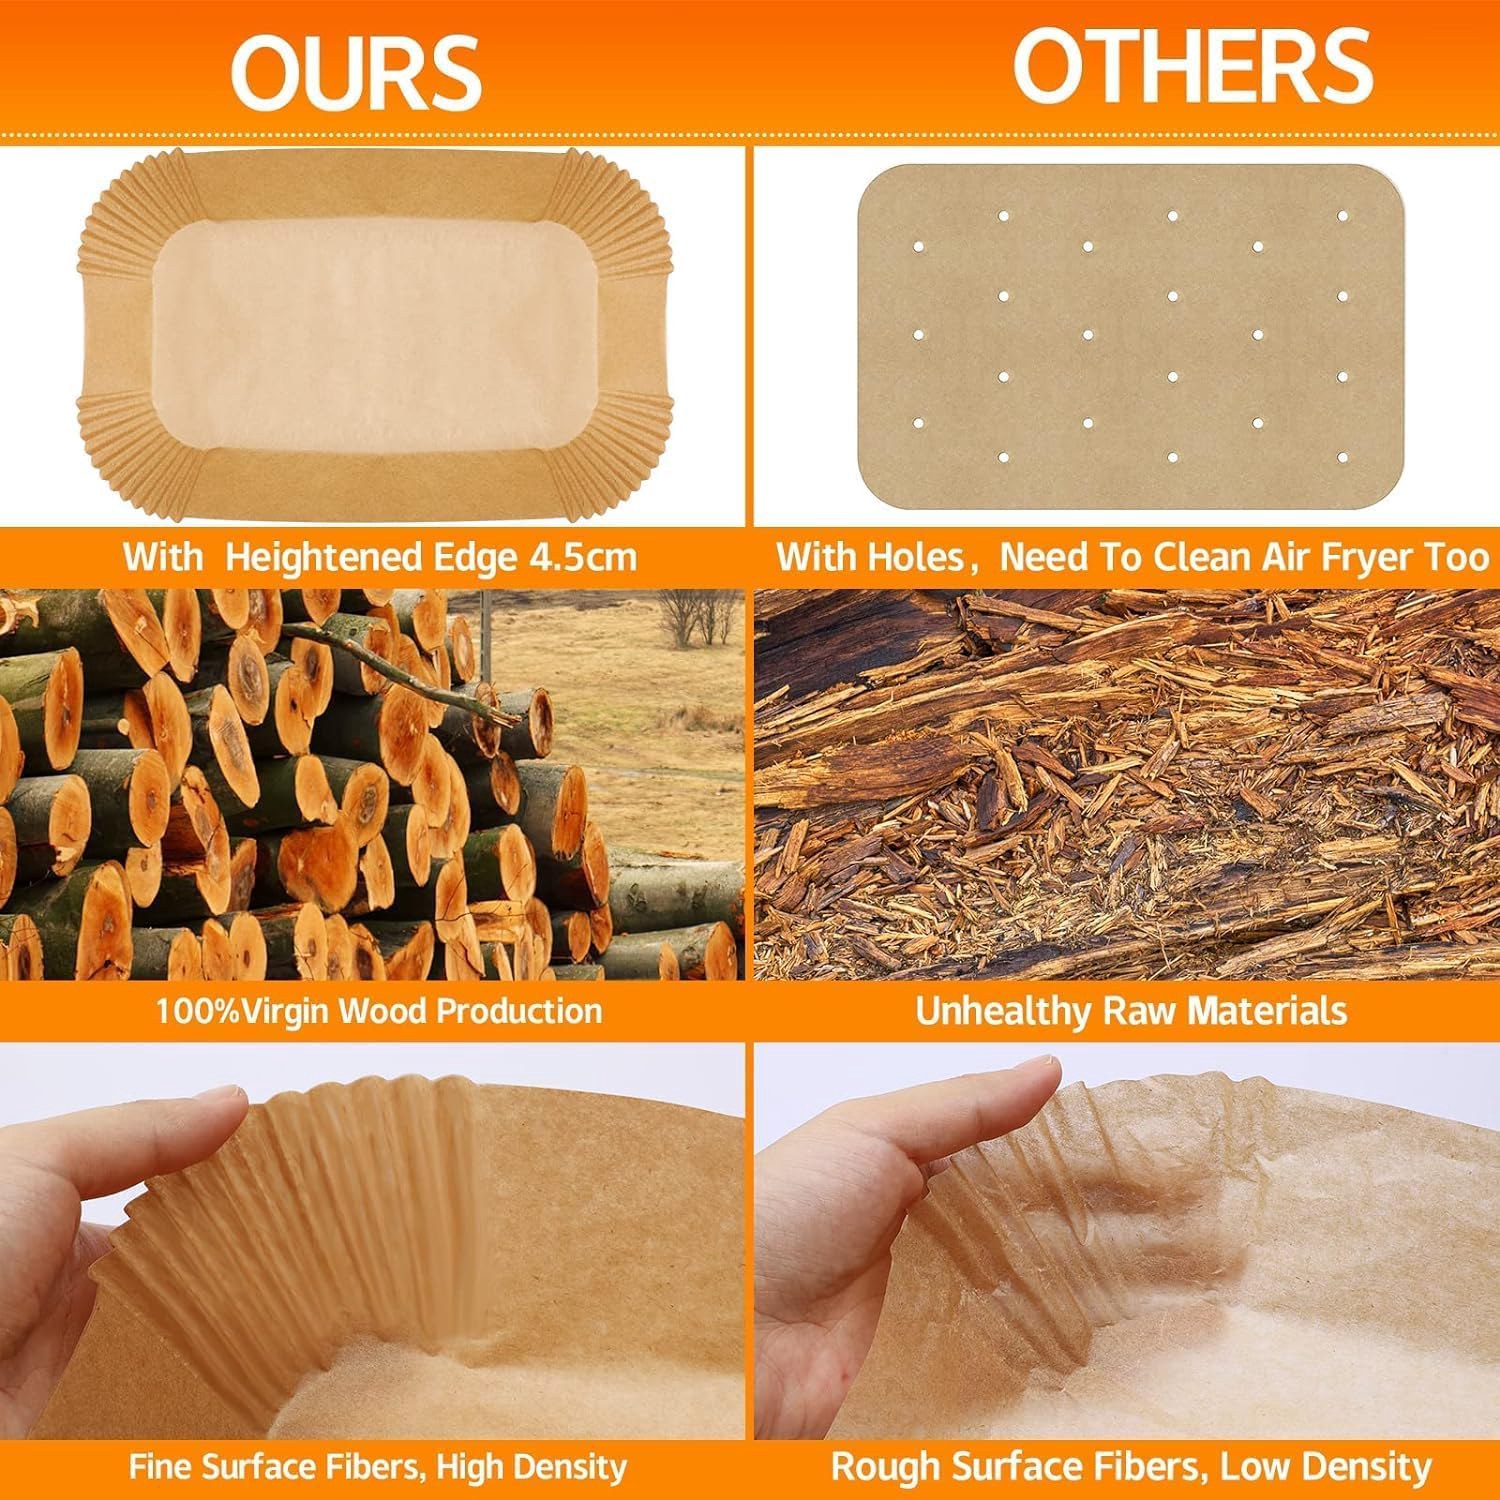 OURS
OTHERS
With Heightened Edge 4.5cm
With Holes, Need To Clean Air Fryer Too
100%Virgin Wood Production
Unhealthy Raw Materials
Fine Surface Fibers, High Density
Rough Surface Fibers, Low Density